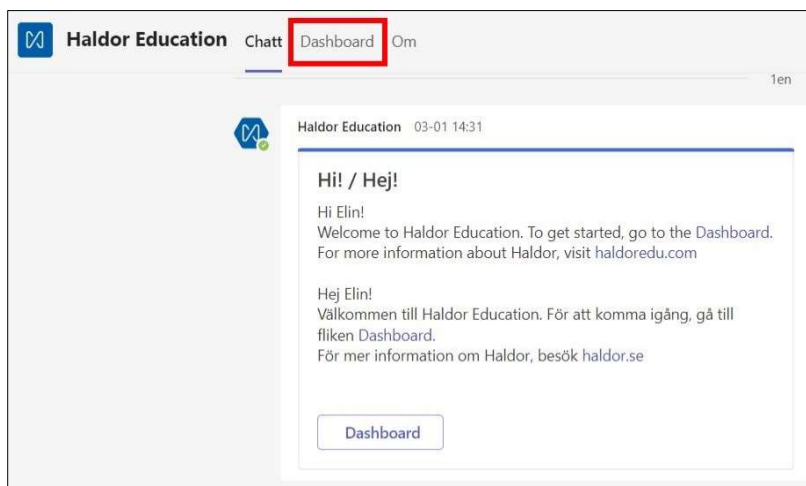 Haldor Education Chatt Dashboard Om
1en
Haldor Education 03-01 14:31
Hi! / Hej!
Hi Elin!
Welcome to Haldor Education. To get started, go to the Dashboard.
For more information about Haldor, visit haldoredu.com
Hej Elin!
Välkommen till Haldor Education. För att komma igång, gå till
fliken Dashboard.
För mer information om Haldor, besök haldor.se
Dashboard